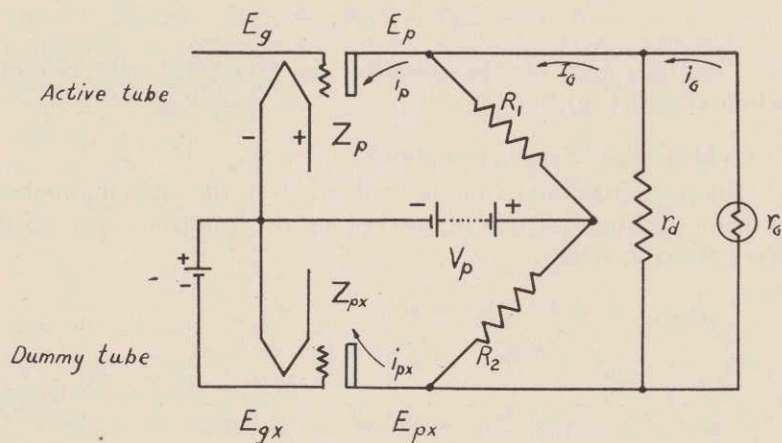 E_g
E_p
i_p
I_G
i_G
Active tube
R_1
-
+
Z_p
-
+
r_d
r_G
V_p
+
-
Z_px
R_2
Dummy tube
i_px
E_gx
E_px